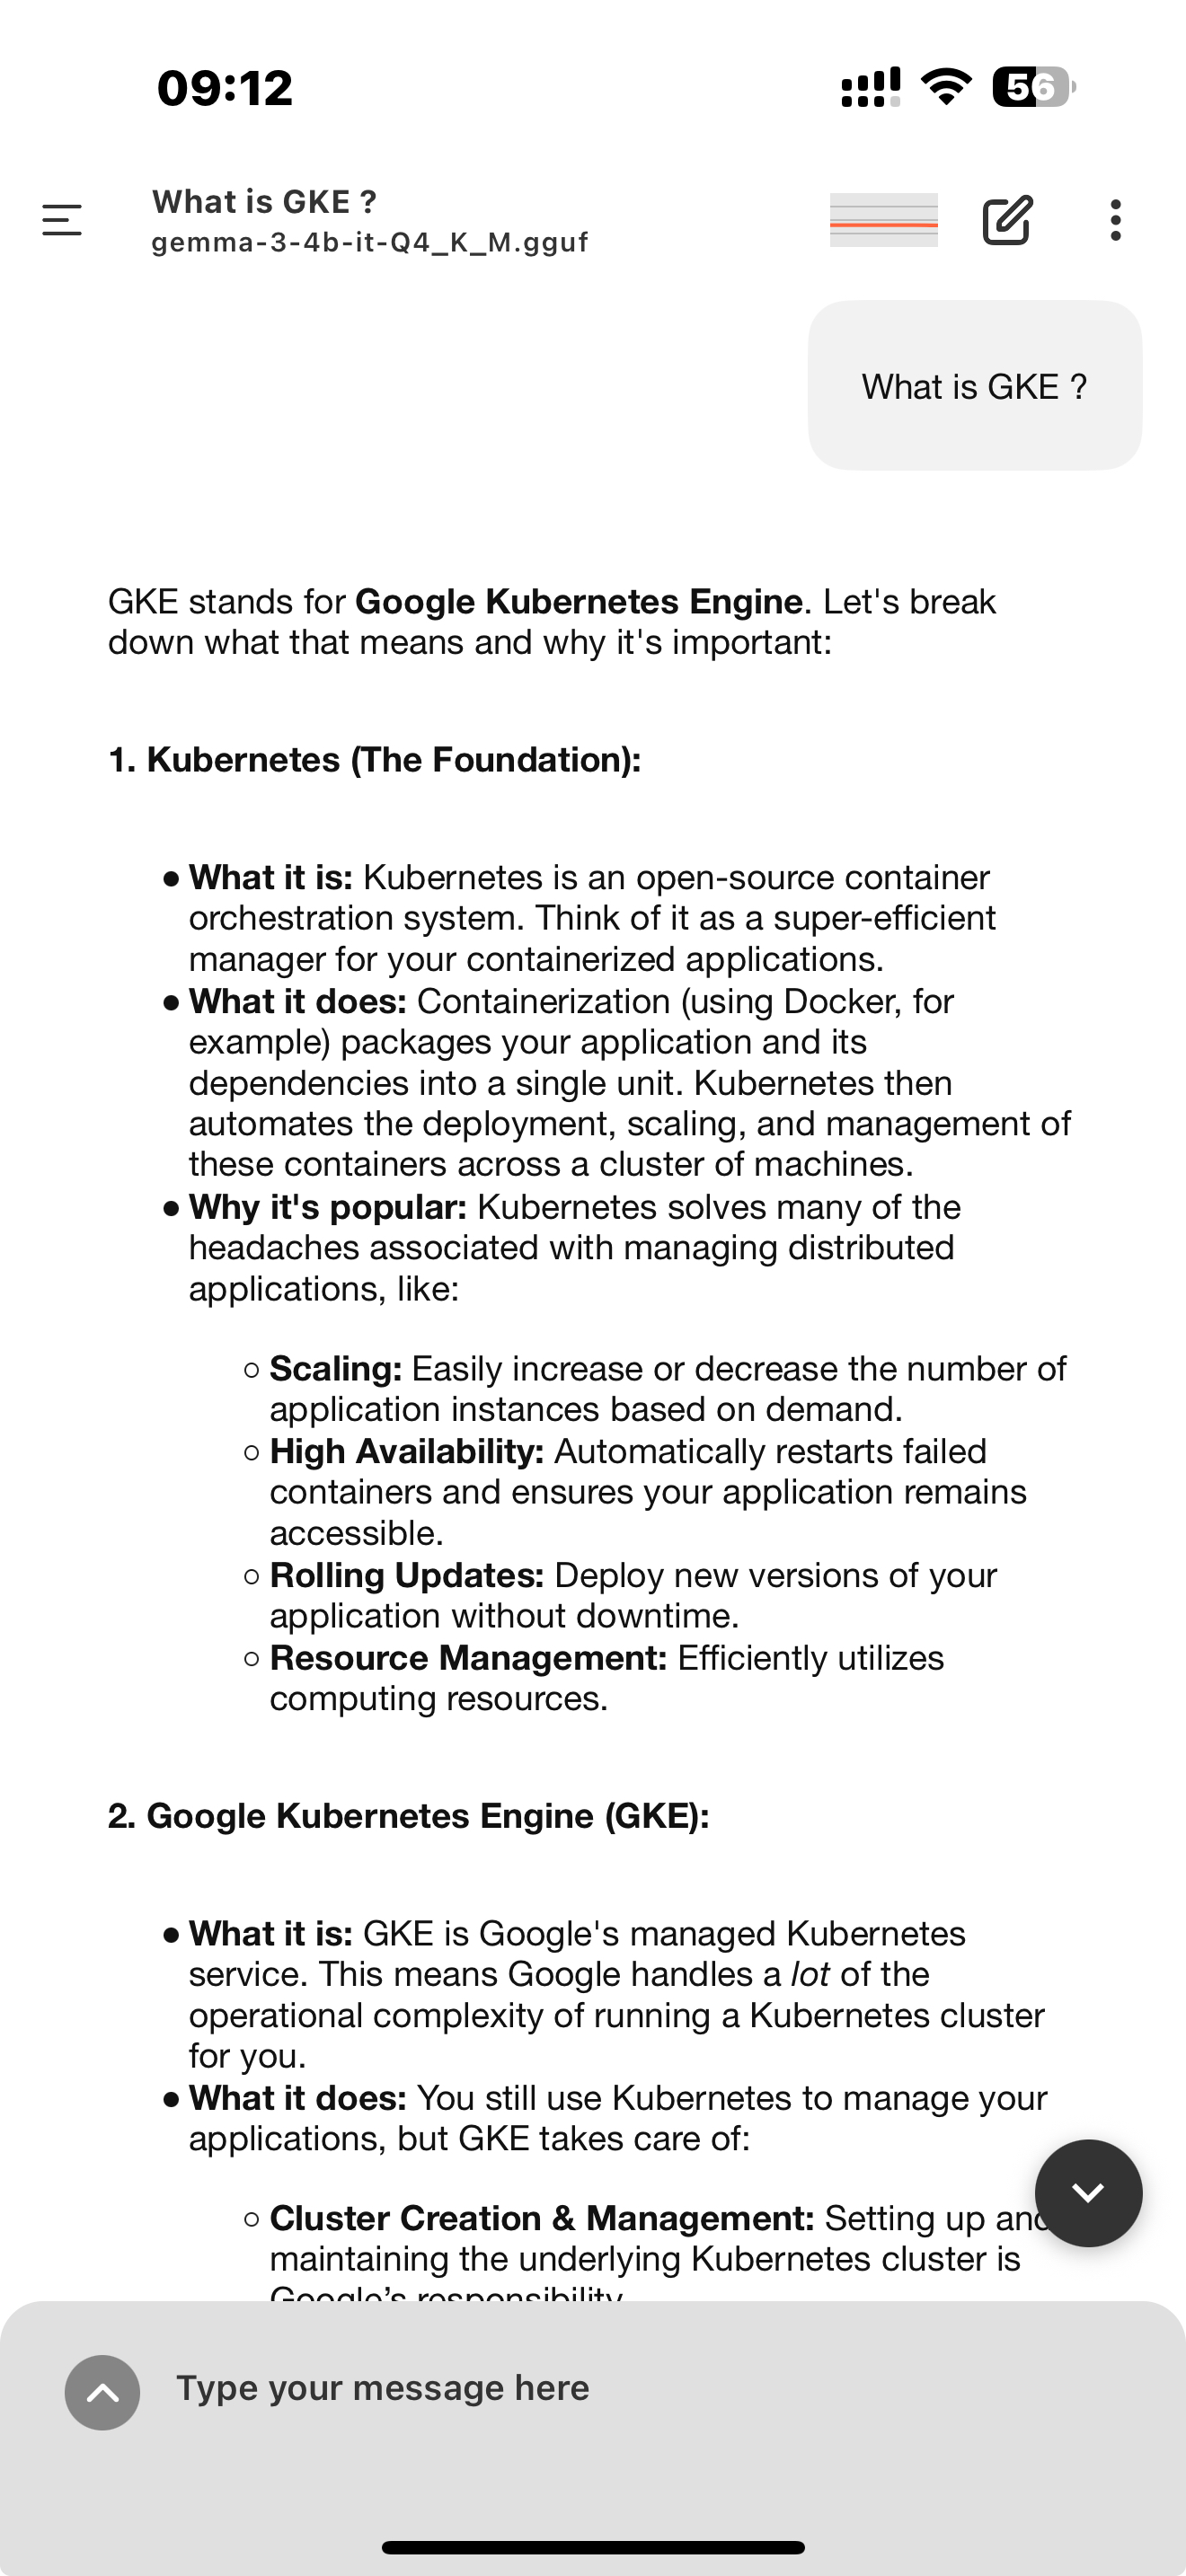 09:12
56
What is GKE ?
gemma-3-4b-it-Q4_K_M.gguf
What is GKE ?
GKE stands for Google Kubernetes Engine. Let's break
down what that means and why it's important:
1. Kubernetes (The Foundation):
● What it is: Kubernetes is an open-source container
orchestration system. Think of it as a super-efficient
manager for your containerized applications.
● What it does: Containerization (using Docker, for
example) packages your application and its
dependencies into a single unit. Kubernetes then
automates the deployment, scaling, and management of
these containers across a cluster of machines.
● Why it's popular: Kubernetes solves many of the
headaches associated with managing distributed
applications, like:
○ Scaling: Easily increase or decrease the number of
application instances based on demand.
○ High Availability: Automatically restarts failed
containers and ensures your application remains
accessible.
○ Rolling Updates: Deploy new versions of your
application without downtime.
○ Resource Management: Efficiently utilizes
computing resources.
2. Google Kubernetes Engine (GKE):
● What it is: GKE is Google's managed Kubernetes
service. This means Google handles a lot of the
operational complexity of running a Kubernetes cluster
for you.
● What it does: You still use Kubernetes to manage your
applications, but GKE takes care of:
○ Cluster Creation & Management: Setting up and
maintaining the underlying Kubernetes cluster is
Google’s responsibility
Type your message here